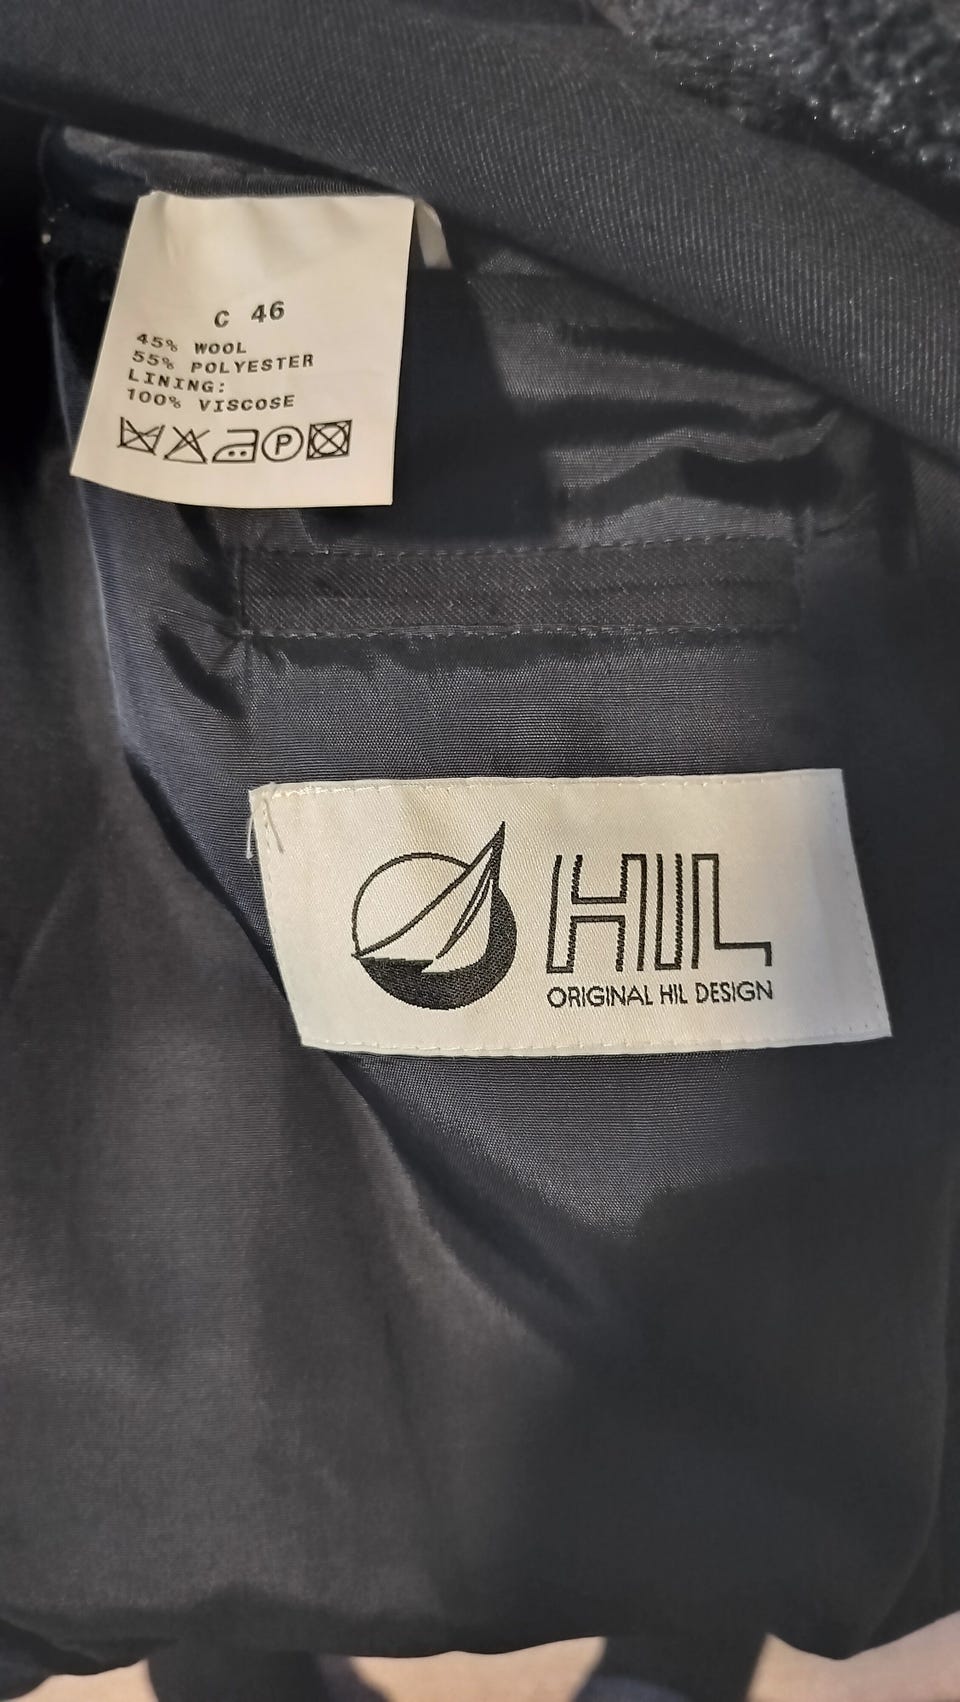 C 46
45% WOOL
55% POLYESTER
LINING:
100% VISCOSE
P
HIL
ORIGINAL HIL DESIGN